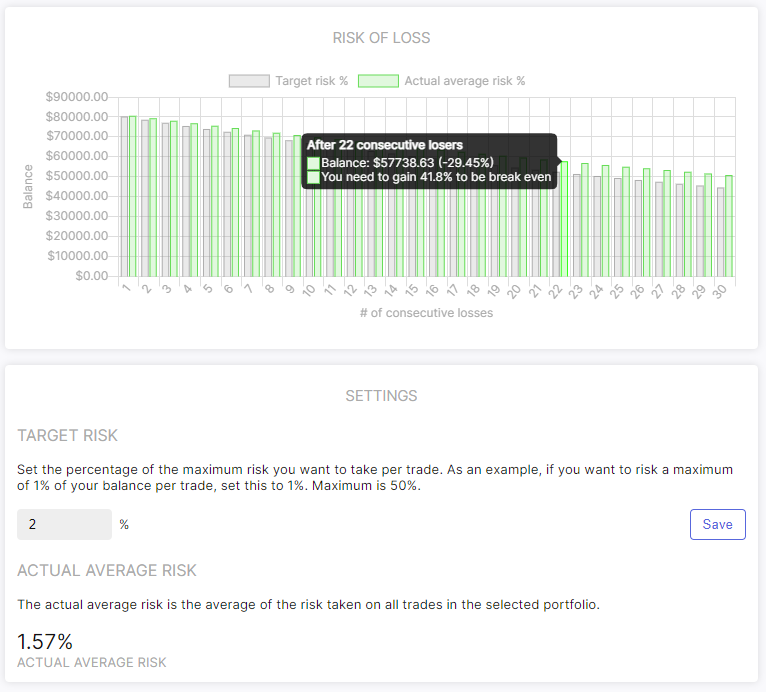 RISK OF LOSS
Target risk % Actual average risk %
$90000.00
$80000.00
$70000.00
$60000.00
$50000.00
$40000.00
$30000.00
$20000.00
$10000.00
$0.00
Balance
After 22 consecutive losers
Balance: $57738.63 (-29.45%)
You need to gain 41.8% to be break even
1 2 3 4 5 6 7 8 9 10 11 12 13 14 15 16 17 18 19 20 21 22 23 24 25 26 27 28 29 30
# of consecutive losses
SETTINGS
TARGET RISK
Set the percentage of the maximum risk you want to take per trade. As an example, if you want to risk a maximum
of 1% of your balance per trade, set this to 1%. Maximum is 50%.
2 % Save
ACTUAL AVERAGE RISK
The actual average risk is the average of the risk taken on all trades in the selected portfolio.
1.57%
ACTUAL AVERAGE RISK